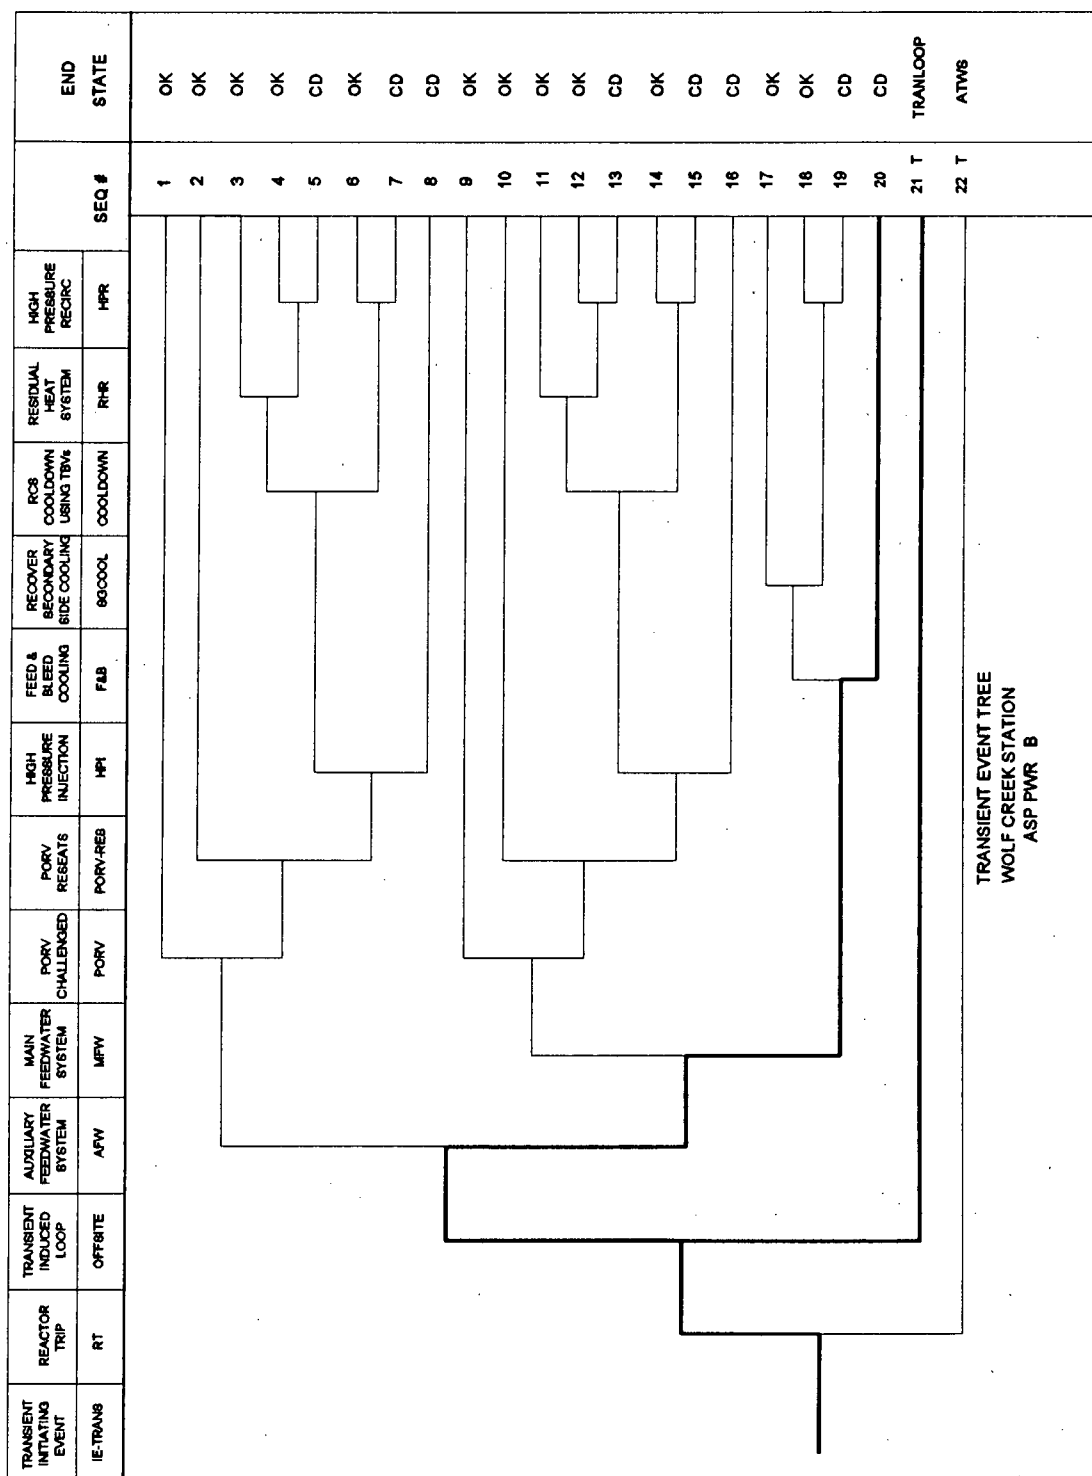 TRANSIENT
INITIATING
EVENT
REACTOR
TRIP
TRANSIENT
INDUCED
LOOP
AUXILIARY
FEEDWATER
SYSTEM
MAIN
FEEDWATER
SYSTEM
PORV
CHALLENGED
PORV
RESEATS
HIGH
PRESSURE
INJECTION
FEED &
BLEED
COOLING
RECOVER
SECONDARY
SIDE COOLING
RCS
COOLDOWN
USING TBVs
RESIDUAL
HEAT
SYSTEM
HIGH
PRESSURE
RECIRC
SEQ #
END
STATE
IE-TRANS
RT
OFFSITE
AFW
MFW
PORV
PORV-RES
HPI
F&B
SGCOOL
COOLDOWN
RHR
HPR
1 OK
2 OK
3 OK
4 OK
5 CD
6 OK
7 CD
8 CD
9 OK
10 OK
11 OK
12 OK
13 CD
14 OK
15 CD
16 CD
17 OK
18 OK
19 CD
20 CD
21 T TRANLOOP
22 T ATWS
TRANSIENT EVENT TREE
WOLF CREEK STATION
ASP PWR B